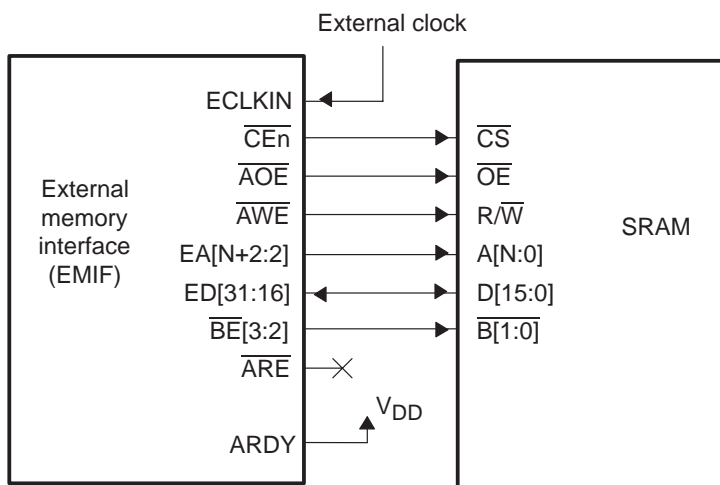 External clock
ECLKIN
CEn
CS
AOE
OE
External
memory
interface
(EMIF)
AWE
R/W
SRAM
EA[N+2:2]
A[N:0]
ED[31:16]
D[15:0]
BE[3:2]
B[1:0]
ARE
VDD
ARDY